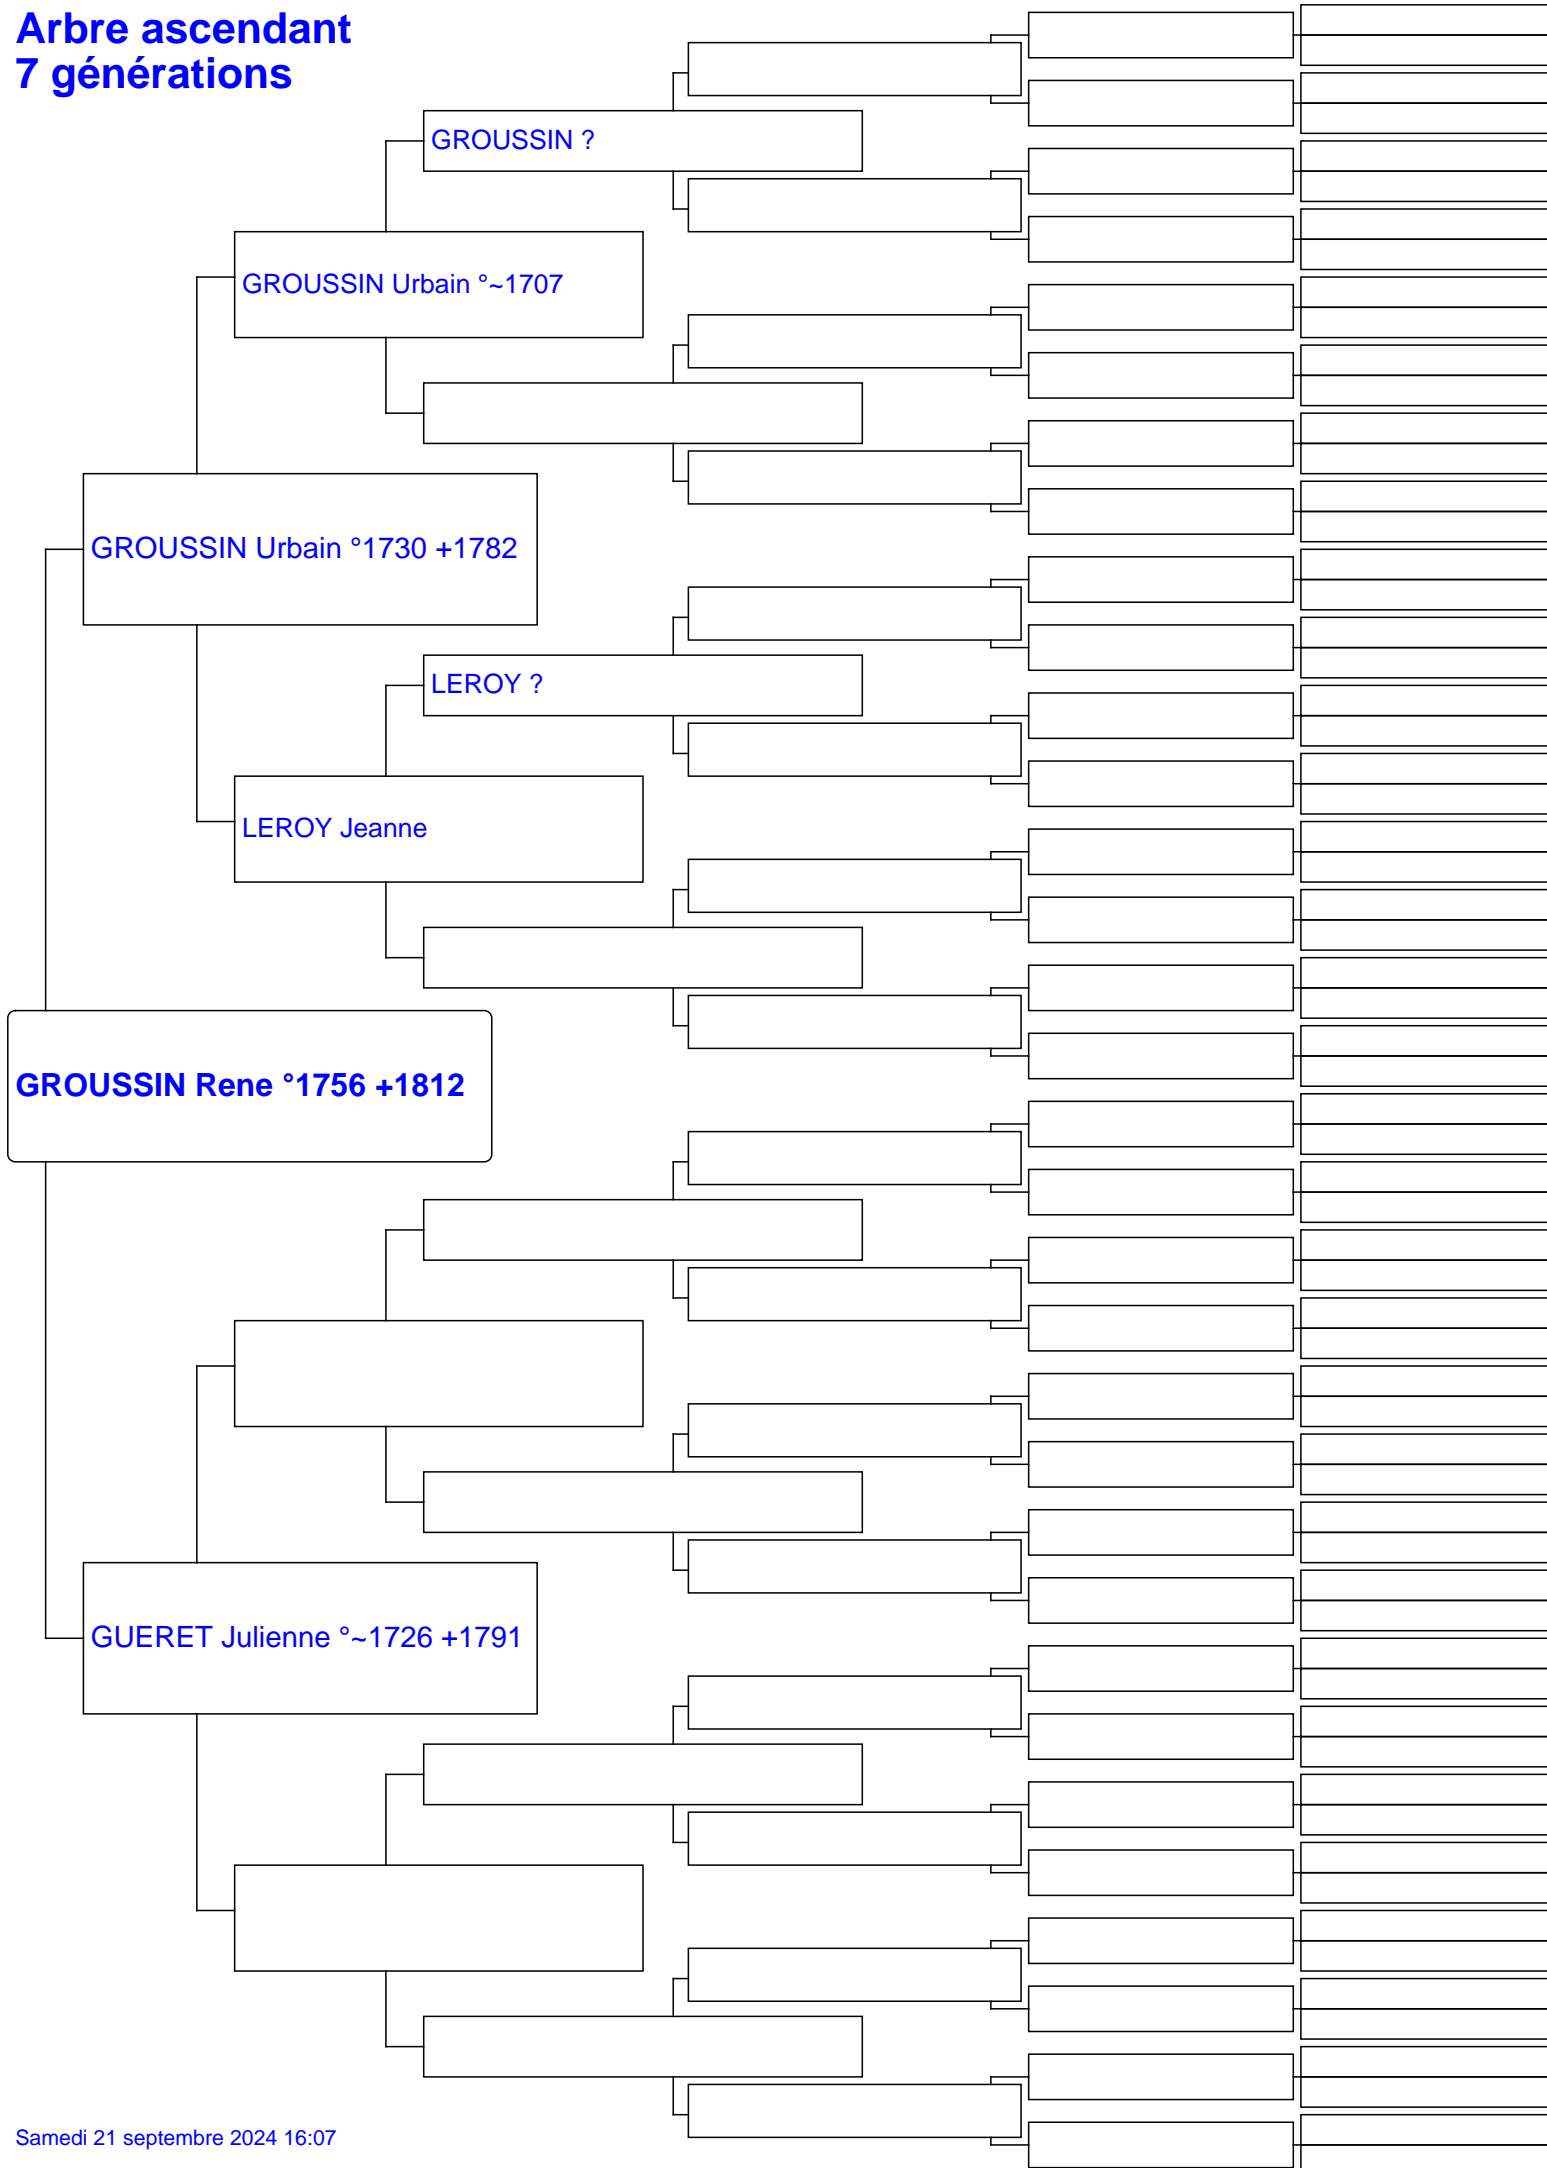 Arbre ascendant
7 générations
GROUSSIN ?
GROUSSIN Urbain °~1707
GROUSSIN Urbain °1730 +1782
LEROY ?
LEROY Jeanne
GROUSSIN Rene °1756 +1812
GUERET Julienne °~1726 +1791
Samedi 21 septembre 2024 16:07